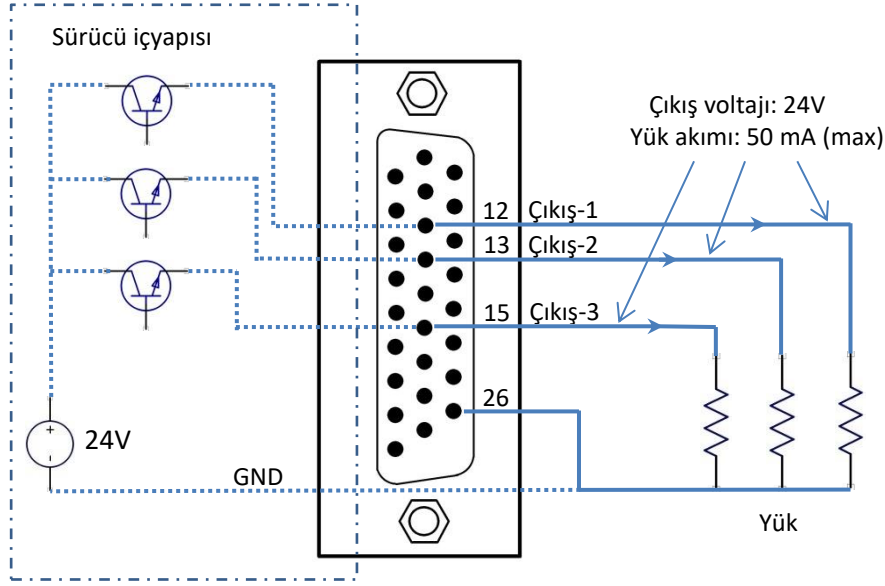 Sürücü içyapısı
Çıkış voltajı: 24V
Yük akımı: 50 mA (max)
12 Çıkış-1
13 Çıkış-2
15 Çıkış-3
26
24V
GND
Yük